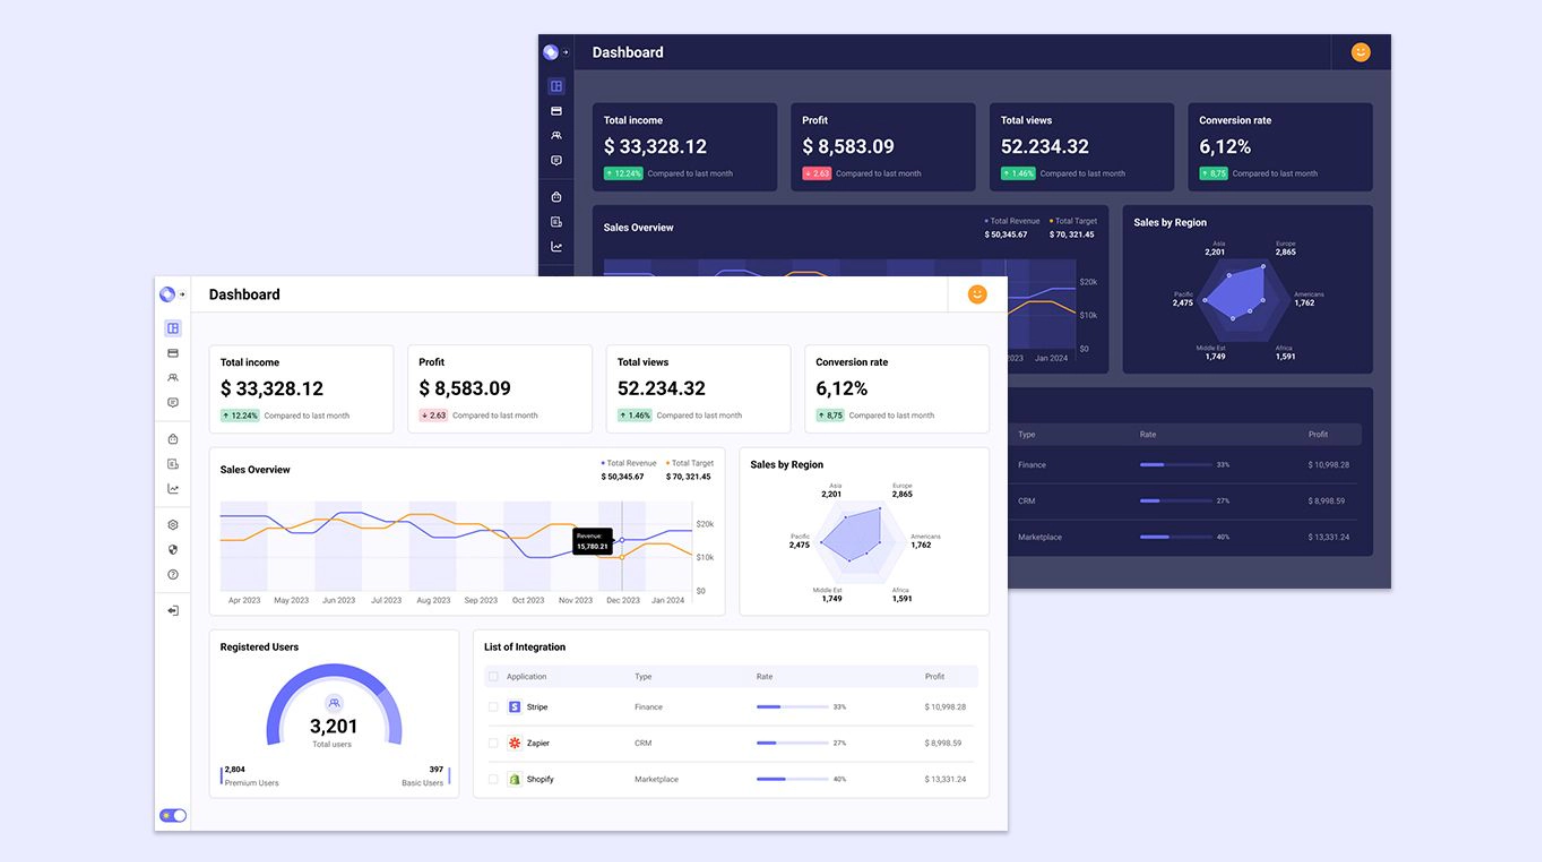 Dashboard
Total income
$ 33,328.12
↑ 12.24% Compared to last month
Profit
$ 8,583.09
↓ 2.63 Compared to last month
Total views
52.234.32
↑ 1.46% Compared to last month
Conversion rate
6,12%
↑ 8,75 Compared to last month
Sales Overview
Total Revenue
$ 50,345.67
Total Target
$ 70, 321.45
$20k
$10k
$0
2023 Jan 2024
Sales by Region
Asia
2,201
Europe
2,865
Pacific
2,475
Americans
1,762
Middle Eat
1,749
Africa
1,591
Type Rate Profit
Finance 33% $ 10,998.28
CRM 27% $ 8,998.59
Marketplace 40% $ 13,331.24
Dashboard
Total income
$ 33,328.12
↑ 12.24% Compared to last month
Profit
$ 8,583.09
↓ 2.63 Compared to last month
Total views
52.234.32
↑ 1.46% Compared to last month
Conversion rate
6,12%
↑ 8,75 Compared to last month
Sales Overview
Total Revenue
$ 50,345.67
Total Target
$ 70, 321.45
Revenue:
15,780.21
$20k
$10k
$0
Apr 2023 May 2023 Jun 2023 Jul 2023 Aug 2023 Sep 2023 Oct 2023 Nov 2023 Dec 2023 Jan 2024
Sales by Region
Asia
2,201
Europe
2,865
Pacific
2,475
Americans
1,762
Middle Eat
1,749
Africa
1,591
Registered Users
3,201
Total users
2,804
Premium Users
397
Basic Users
List of Integration
Application Type Rate Profit
Stripe Finance 33% $ 10,998.28
Zapier CRM 27% $ 8,998.59
Shopify Marketplace 40% $ 13,331.24